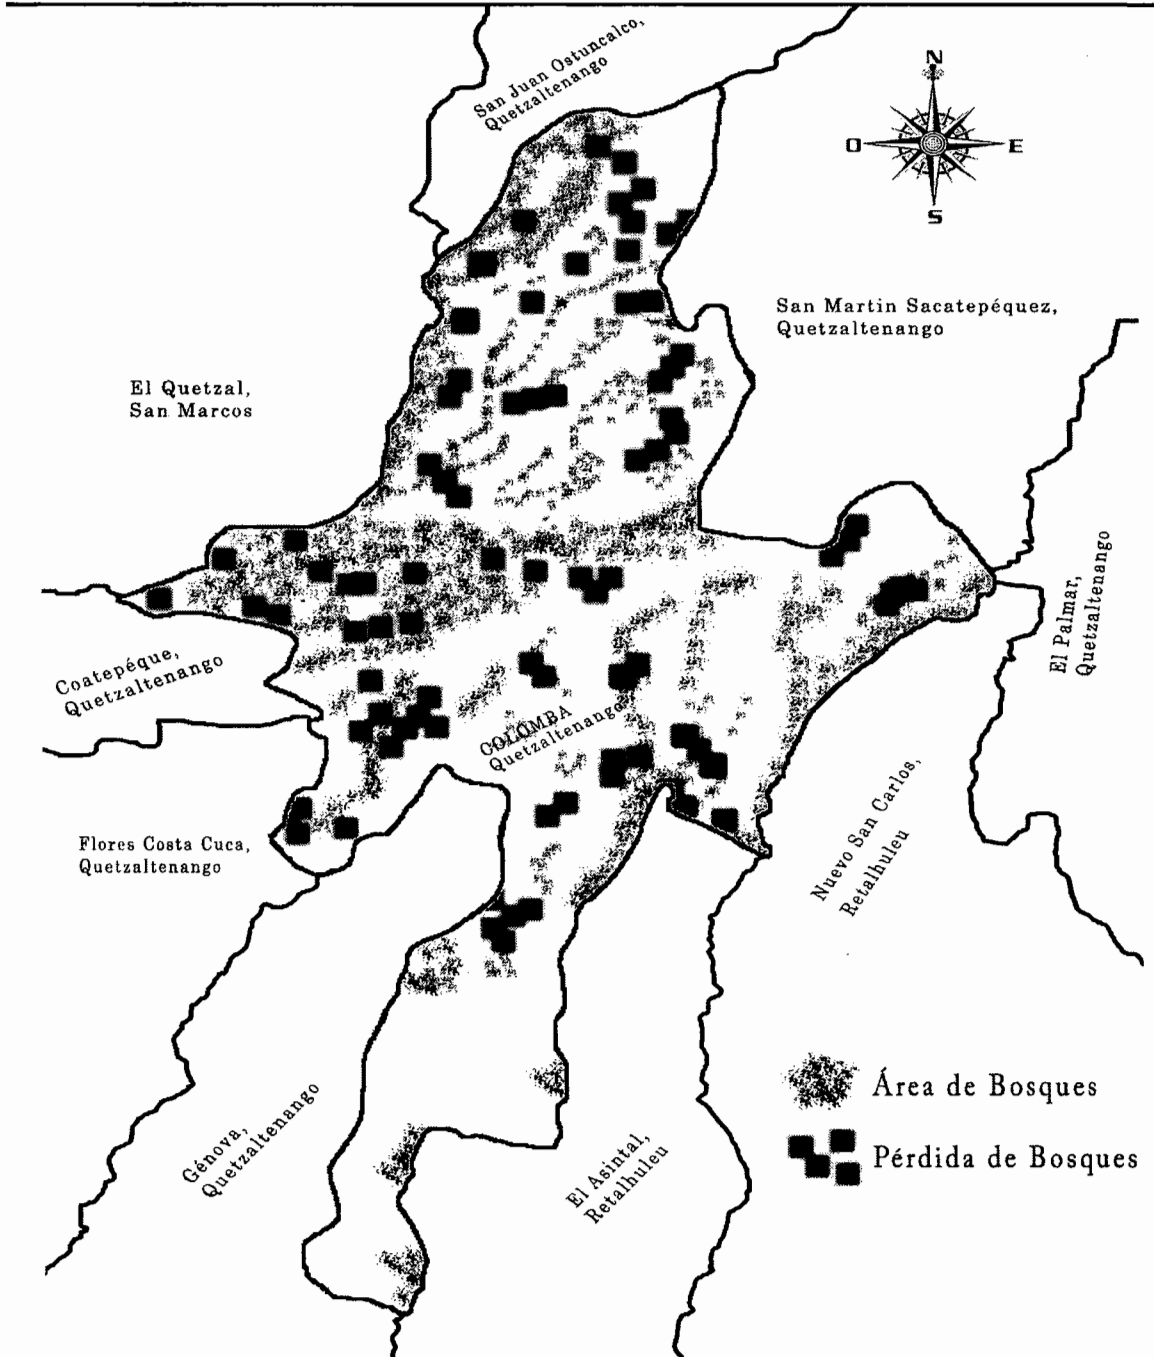 San Juan Ostuncalco,
Quetzaltenango
N
O
E
S
San Martin Sacatepéquez,
Quetzaltenango
El Quetzal,
San Marcos
El Palmar,
Quetzaltenango
Coatepéque,
Quetzaltenango
COLOMBA
Quetzaltenango
Flores Costa Cuca,
Quetzaltenango
Nuevo San Carlos,
Retalhuleu
Génova,
Quetzaltenango
El Asintal,
Retalhuleu
Área de Bosques
Pérdida de Bosques